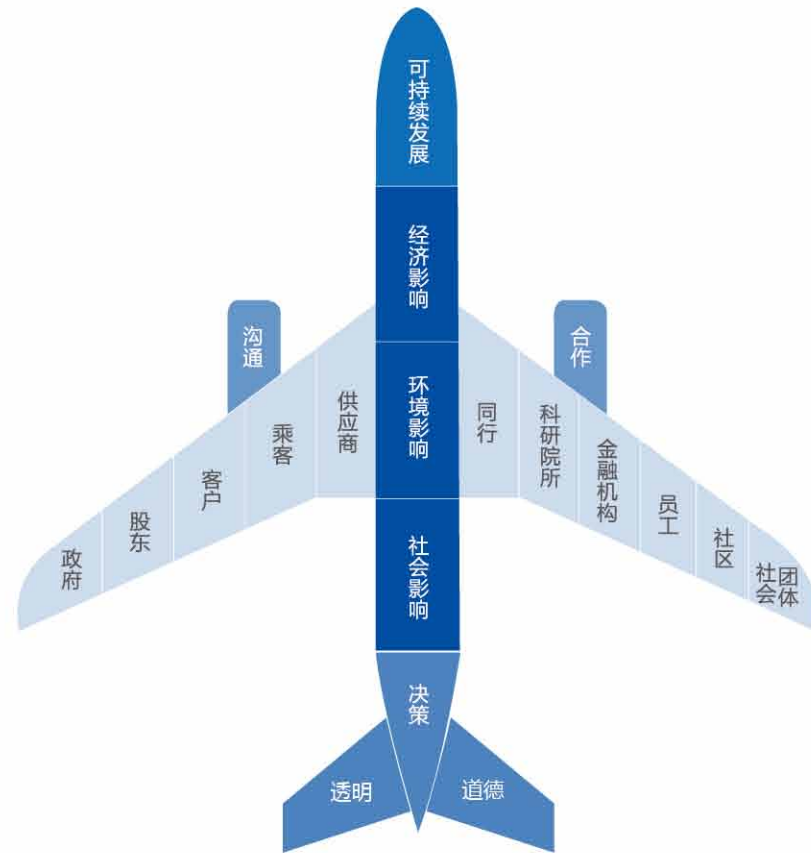 可持续发展
经济影响
环境影响
社会影响
决策
沟通
合作
政府
股东
客户
乘客
供应商
同行
科研院所
金融机构
员工
社区
社会团体
透明
道德